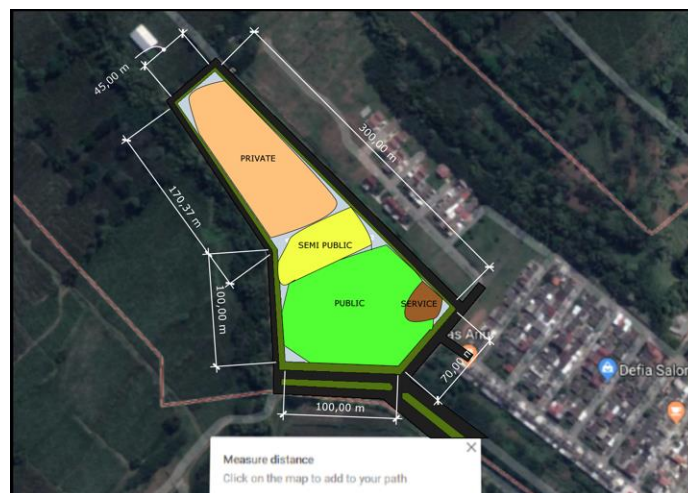 45,00 m
300,00 m
PRIVATE
170,37 m
SEMI PUBLIC
100,00 m
PUBLIC
SERVICE
70,00 m
Defia Salon
100,00 m
Measure distance
Click on the map to add to your path